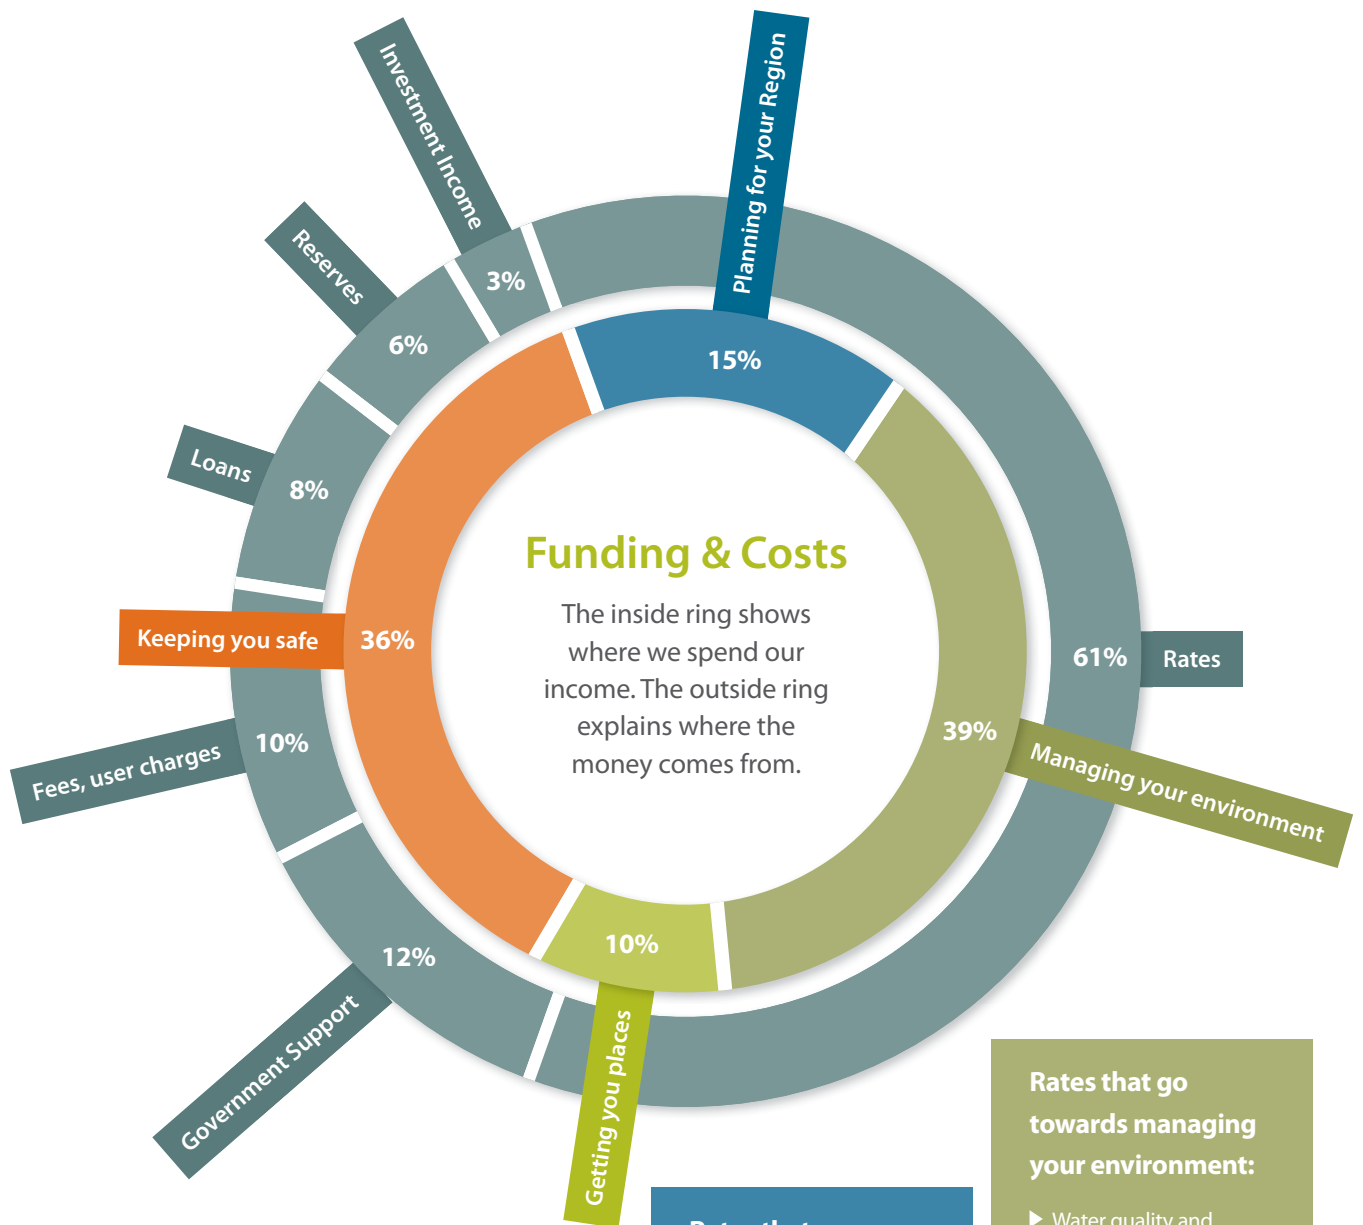 Investment Income
Planning for your Region
Reserves
3%
6%
15%
Loans
8%
Funding & Costs
The inside ring shows
where we spend our
income. The outside ring
explains where the
money comes from.
Keeping you safe
36%
61%
Rates
10%
39%
Fees, user charges
Managing your environment
12%
10%
Government Support
Getting you places
Rates that go
towards managing
your environment:
Water quality and